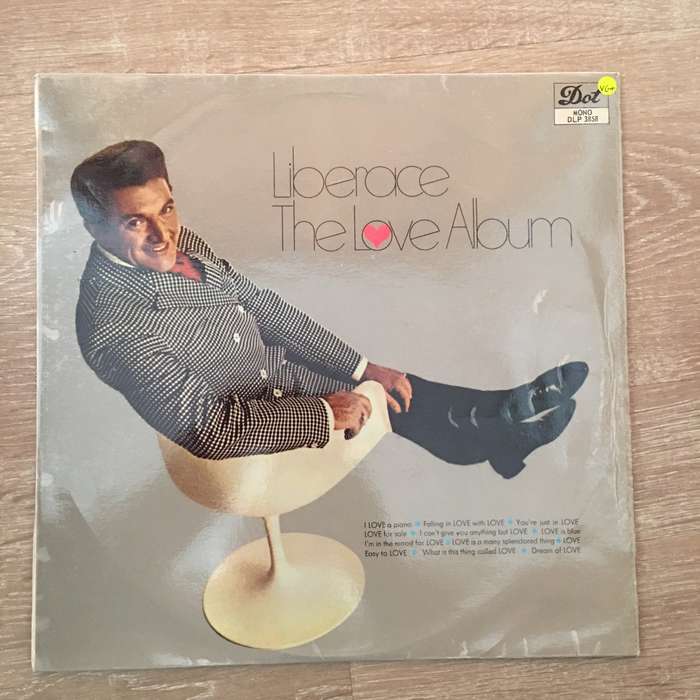 Dot
VG+
MONO
DLP 3858
Liberace
The Love Album
I LOVE a piano • Falling in LOVE with LOVE • You're just in LOVE
LOVE for sale • I can't give you anything but LOVE • LOVE is blue
I'm in the mood for LOVE • LOVE is a many splendored thing • LOVE
Easy to LOVE • What is this thing called LOVE • Dream of LOVE